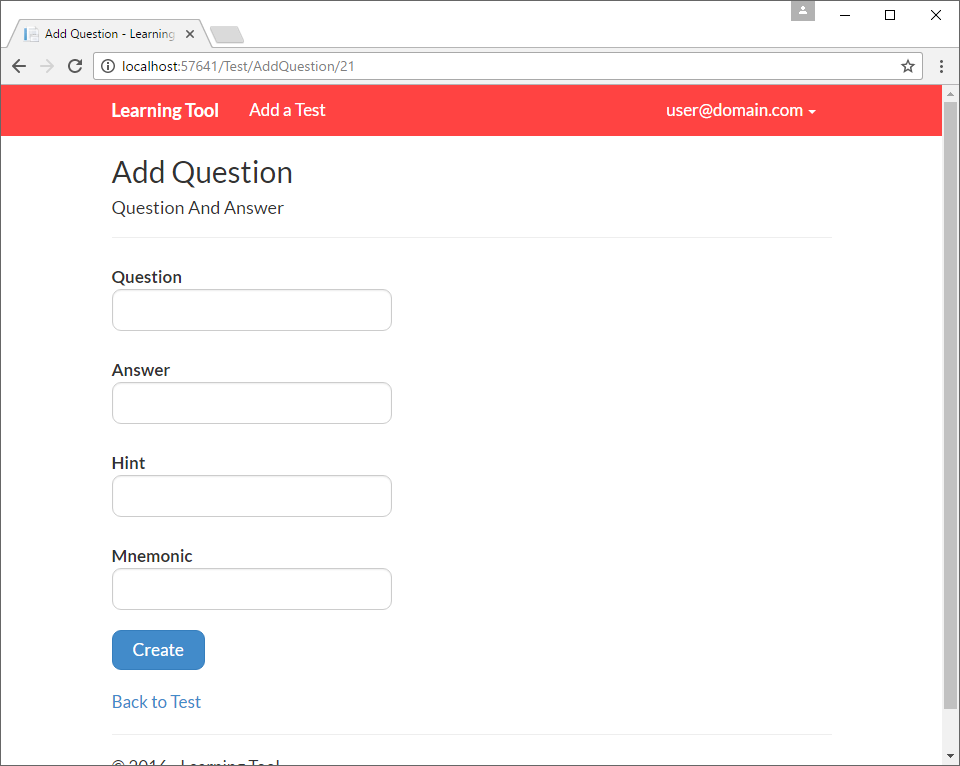 Add Question - Learning
localhost:57641/Test/AddQuestion/21
Learning Tool Add a Test user@domain.com
Add Question
Question And Answer
Question
Answer
Hint
Mnemonic
Create
Back to Test
© 2016 - Learning Tool